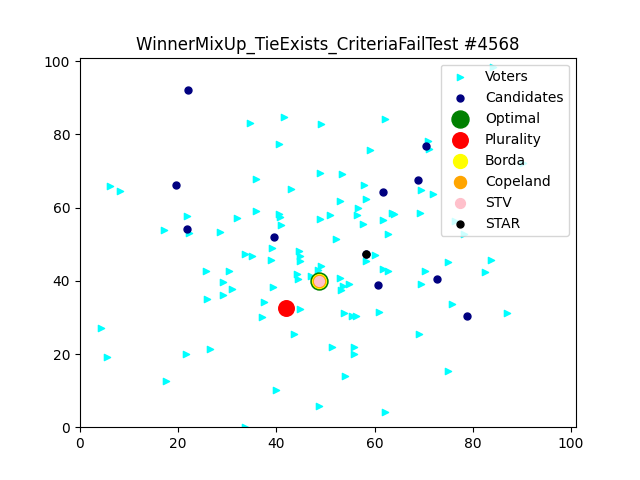 WinnerMixUp_TieExists_CriteriaFailTest #4568
100
80
60
40
20
0
0
20
40
60
80
100
Voters
Candidates
Optimal
Plurality
Borda
Copeland
STV
STAR